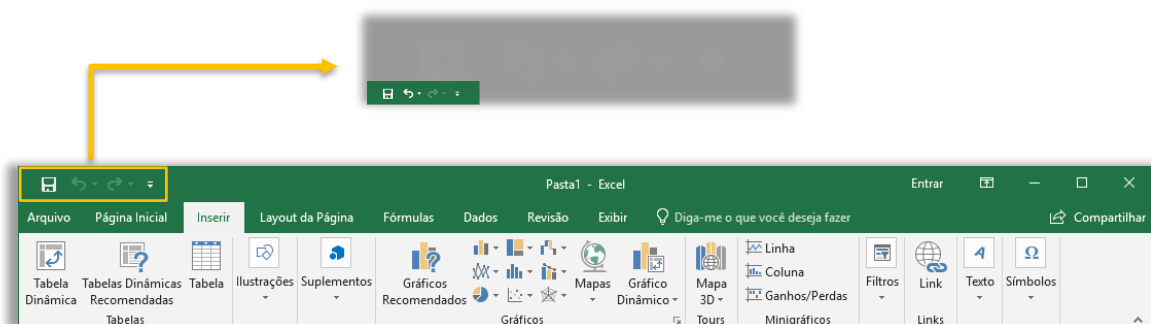 Pasta1 - Excel Entrar
Arquivo Página Inicial Inserir Layout da Página Fórmulas Dados Revisão Exibir Diga-me o que você deseja fazer Compartilhar
Tabela Dinâmica
Tabelas Dinâmicas Recomendadas
Tabela
Ilustrações
Suplementos
Gráficos Recomendados
Mapas
Gráfico Dinâmico
Mapa 3D
Linha
Coluna
Ganhos/Perdas
Filtros
Link
Texto
Símbolos
Tabelas Gráficos Tours Minigráficos Links